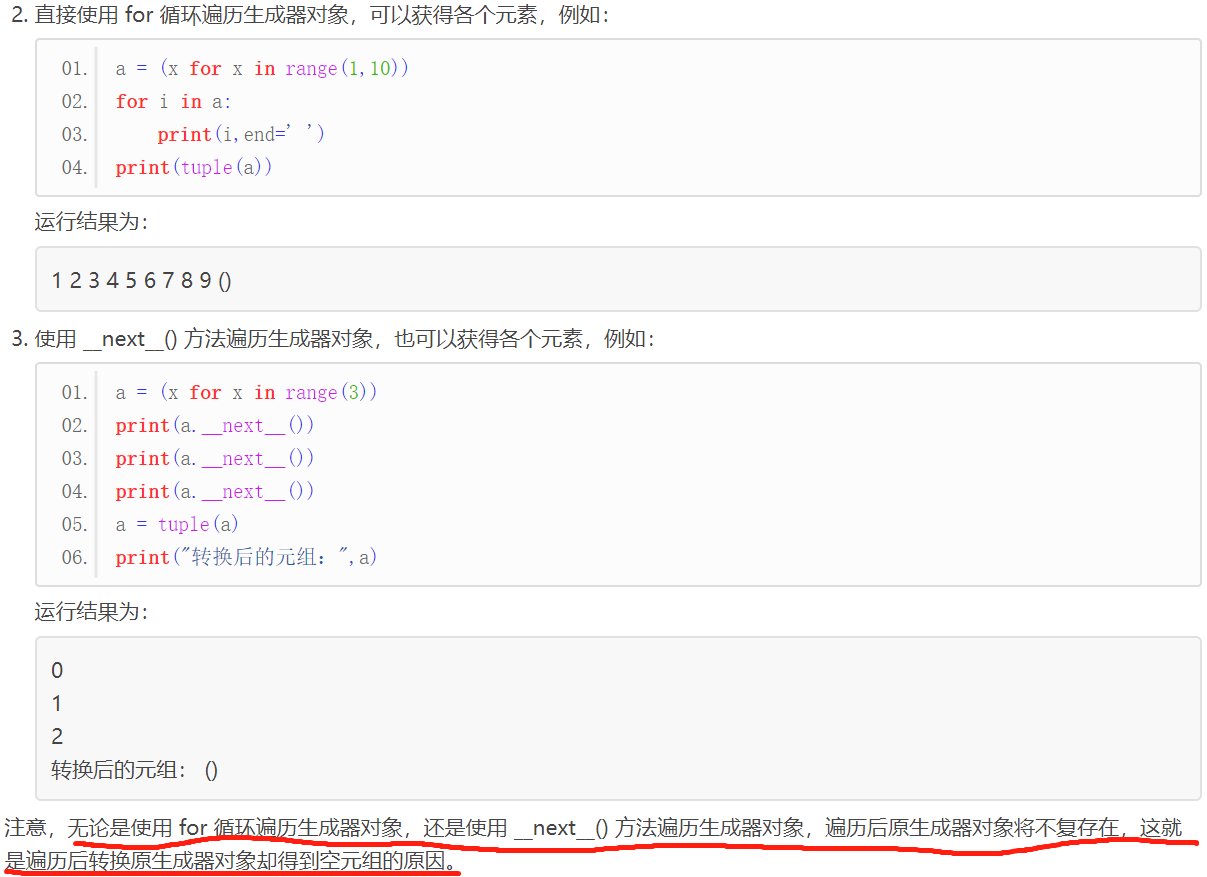 2. 直接使用 for 循环遍历生成器对象，可以获得各个元素，例如：
01. a = (x for x in range(1,10))
02. for i in a:
03.     print(i,end=' ')
04. print(tuple(a))
运行结果为：
1 2 3 4 5 6 7 8 9 ()
3. 使用 __next__() 方法遍历生成器对象，也可以获得各个元素，例如：
01. a = (x for x in range(3))
02. print(a.__next__())
03. print(a.__next__())
04. print(a.__next__())
05. a = tuple(a)
06. print("转换后的元组：",a)
运行结果为：
0
1
2
转换后的元组： ()
注意，无论是使用 for 循环遍历生成器对象，还是使用 __next__() 方法遍历生成器对象，遍历后原生成器对象将不复存在，这就
是遍历后转换原生成器对象却得到空元组的原因。